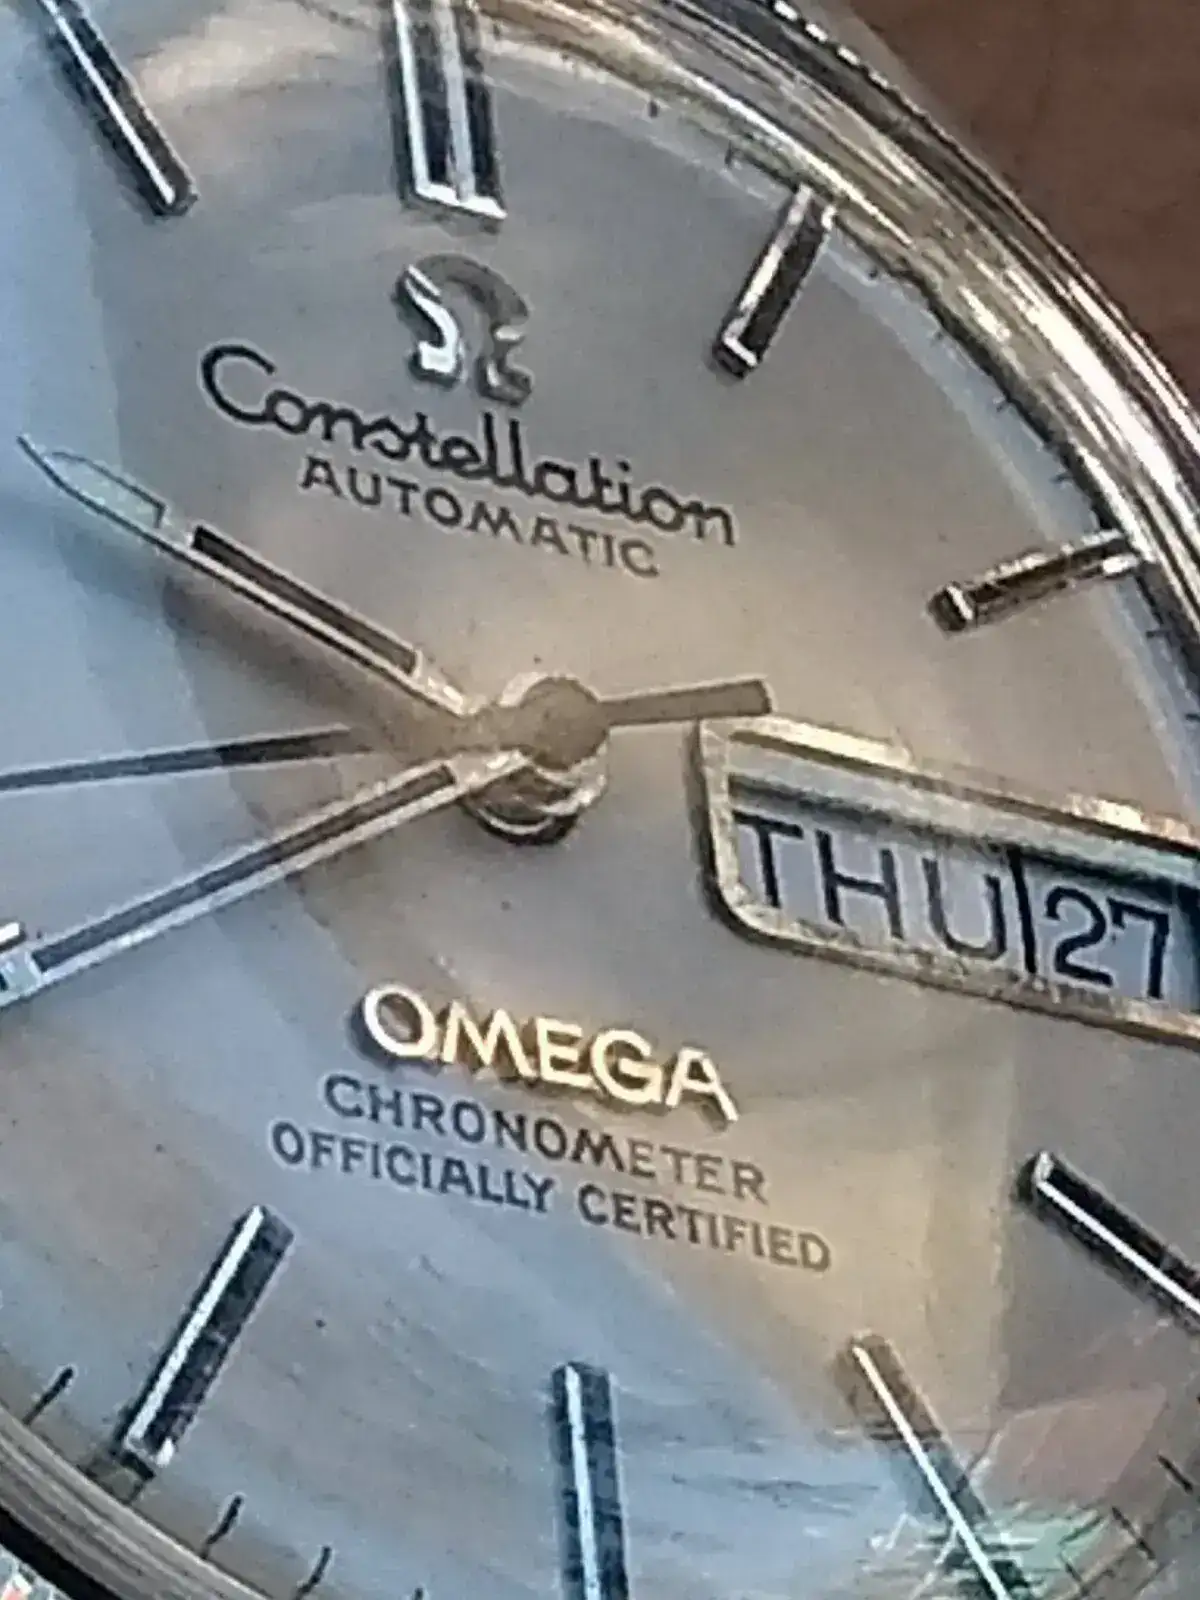 Constellation
AUTOMATIC
THU 27
OMEGA
CHRONOMETER
OFFICIALLY CERTIFIED